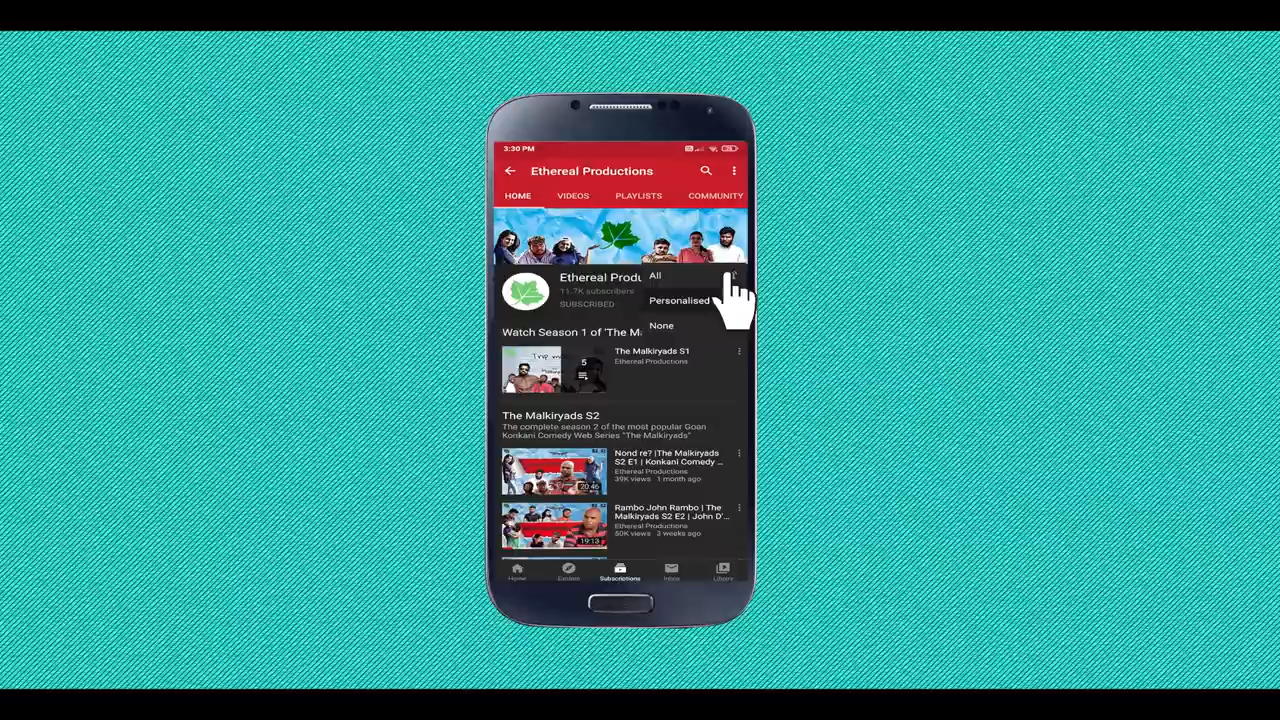 3:30 PM
Ethereal Productions
HOME VIDEOS PLAYLISTS COMMUNITY
Ethereal Produ
11.7K subscribers
SUBSCRIBED
All
Personalised
None
Watch Season 1 of 'The M
5
The Malkiryads S1
Ethereal Productions
The Malkiryads S2
The complete season 2 of the most popular Goan
Konkani Comedy Web Series "The Malkiryads"
Nond re? |The Malkiryads
S2 E1 | Konkani Comedy ...
Ethereal Productions
39K views 1 month ago
20:46
Rambo John Rambo | The
Malkiryads S2 E2 | John D'...
Ethereal Productions
50K views 3 weeks ago
19:13
Home Explore Subscriptions Inbox Library